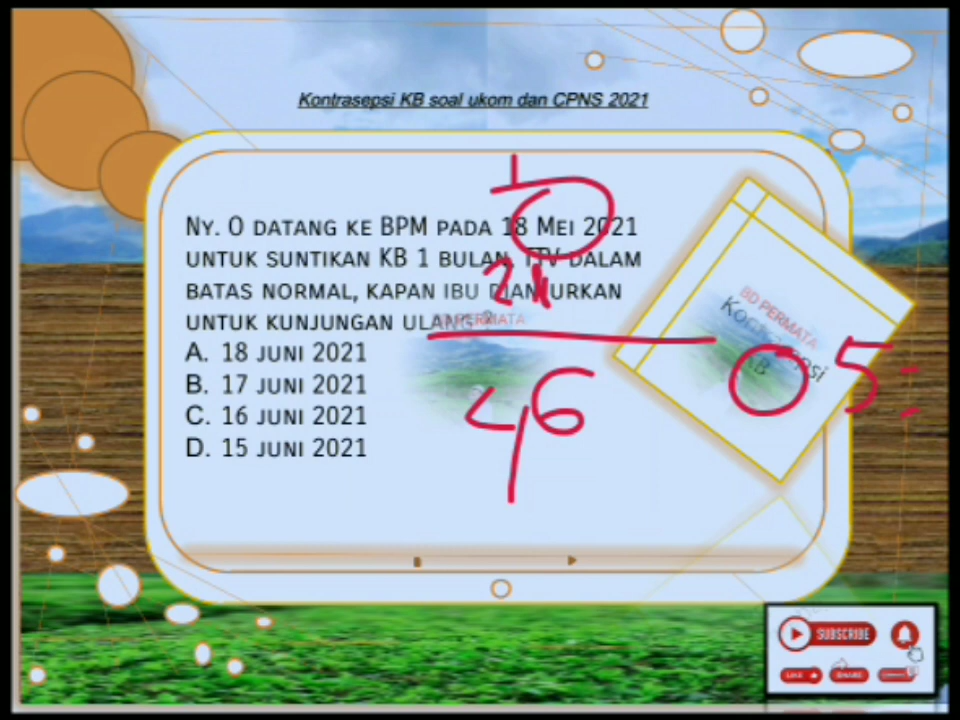 Kontrasepsi KB soal ukom dan CPNS 2021
NY. O DATANG KE BPM PADA 18 MEI 2021
UNTUK SUNTIKAN KB 1 BULAN. TTV DALAM
BATAS NORMAL, KAPAN IBU DIANJURKAN
UNTUK KUNJUNGAN ULANG?
A. 18 JUNI 2021
B. 17 JUNI 2021
C. 16 JUNI 2021
D. 15 JUNI 2021
BD PERMATA
28
46
05
SUBSCRIBE
LIKE
SHARE